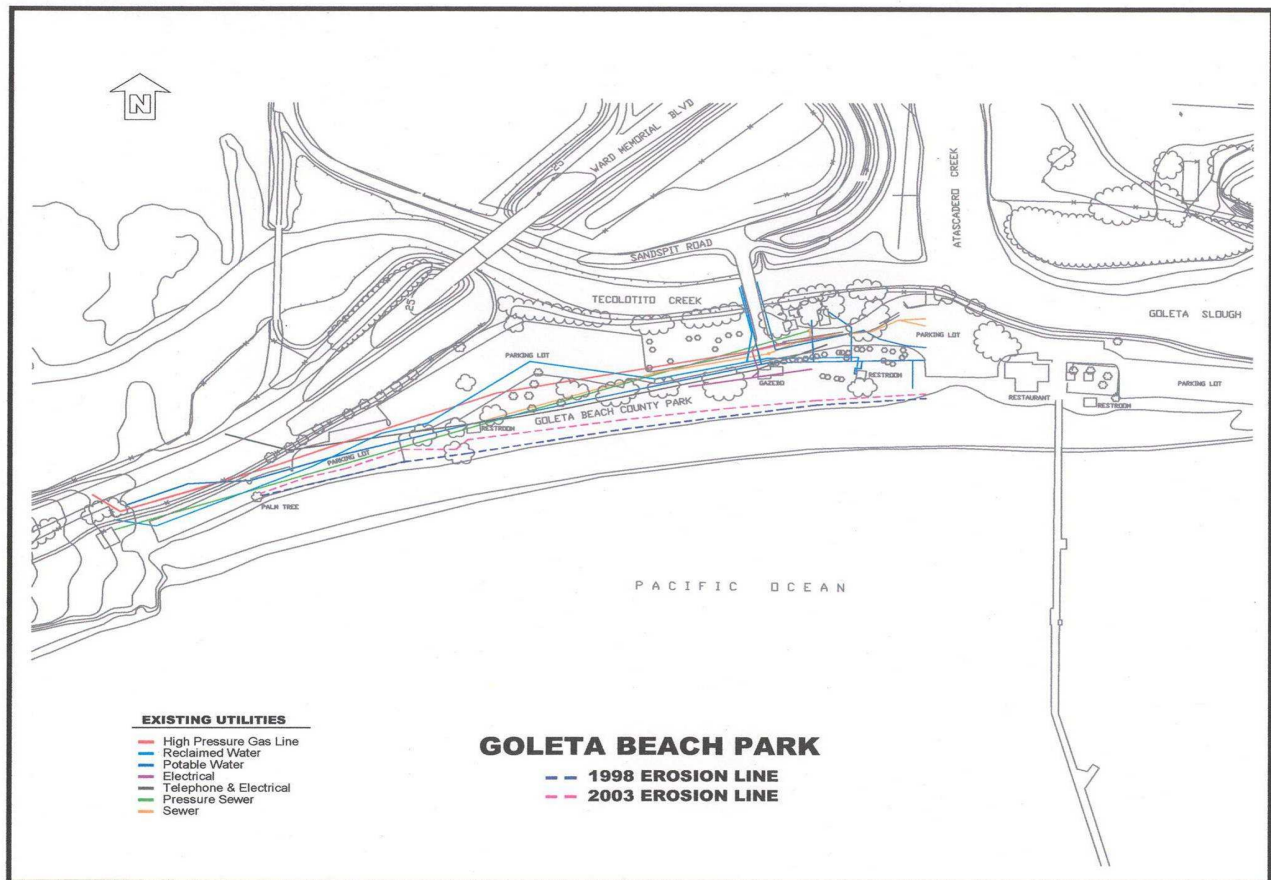 N
WARD MEMORIAL BLVD
25
SANDSPIT ROAD
ATASCADERO CREEK
25
TECOLOTITO CREEK
GOLETA SLOUGH
PARKING LOT
PARKING LOT
PARKING LOT
GAZEBO
RESTROOM
RESTAURANT
RESTROOM
GOLETA BEACH COUNTY PARK
RESTROOM
PARKING LOT
PALM TREE
PACIFIC OCEAN
EXISTING UTILITIES
High Pressure Gas Line
Reclaimed Water
Potable Water
Electrical
Telephone & Electrical
Pressure Sewer
Sewer
GOLETA BEACH PARK
1998 EROSION LINE
2003 EROSION LINE